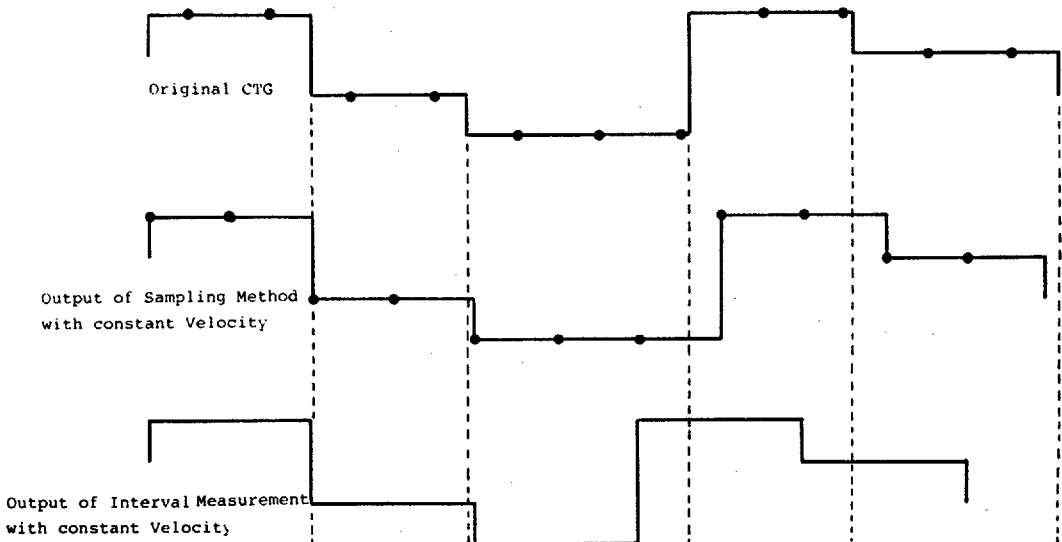 Original CTG
Output of Sampling Method
with constant Velocity
Output of Interval Measurement
with constant Velocity